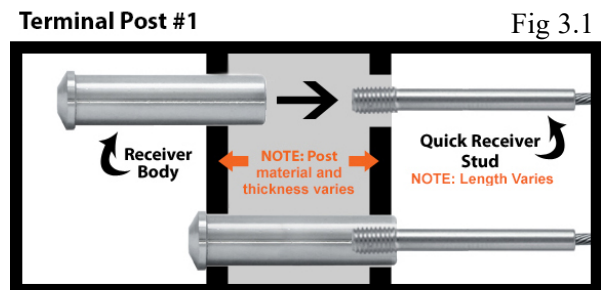 Terminal Post #1
Fig 3.1
Receiver
Body
NOTE: Post
material and
thickness varies
Quick Receiver
Stud
NOTE: Length Varies